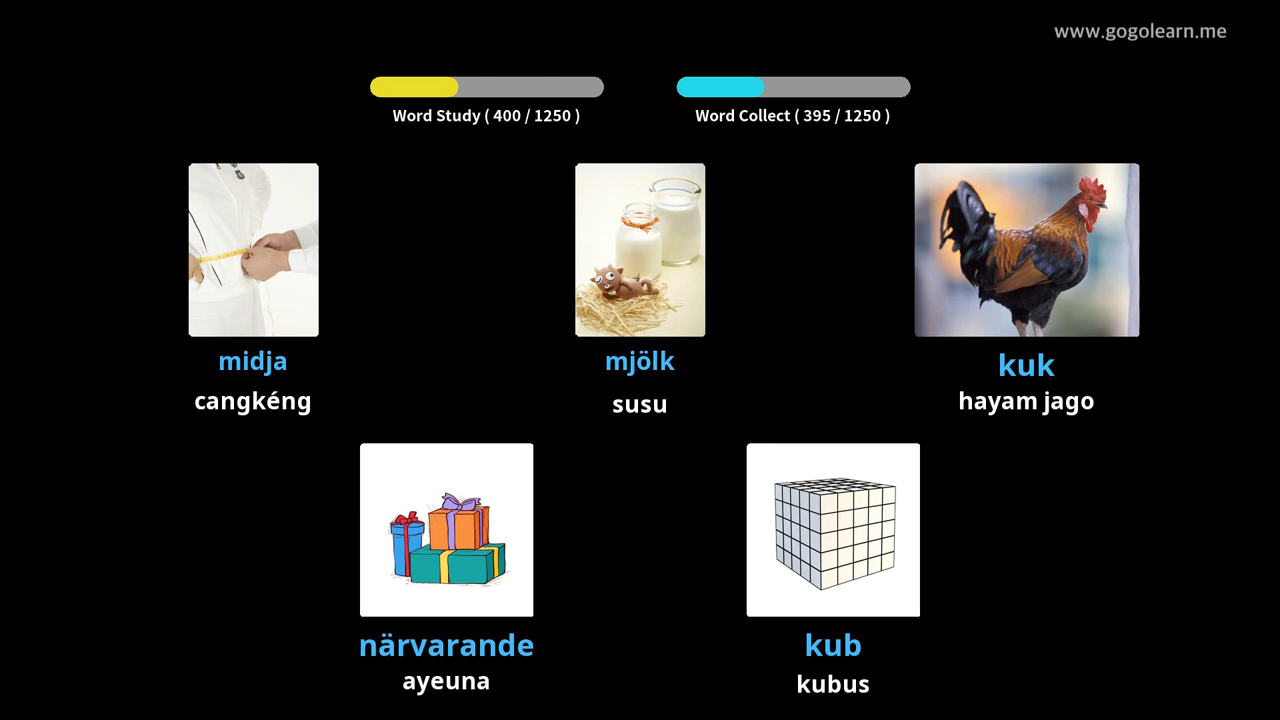 www.gogolearn.me
Word Study ( 400 / 1250 )
Word Collect ( 395 / 1250 )
midja
cangkéng
mjölk
susu
kuk
hayam jago
närvarande
ayeuna
kub
kubus